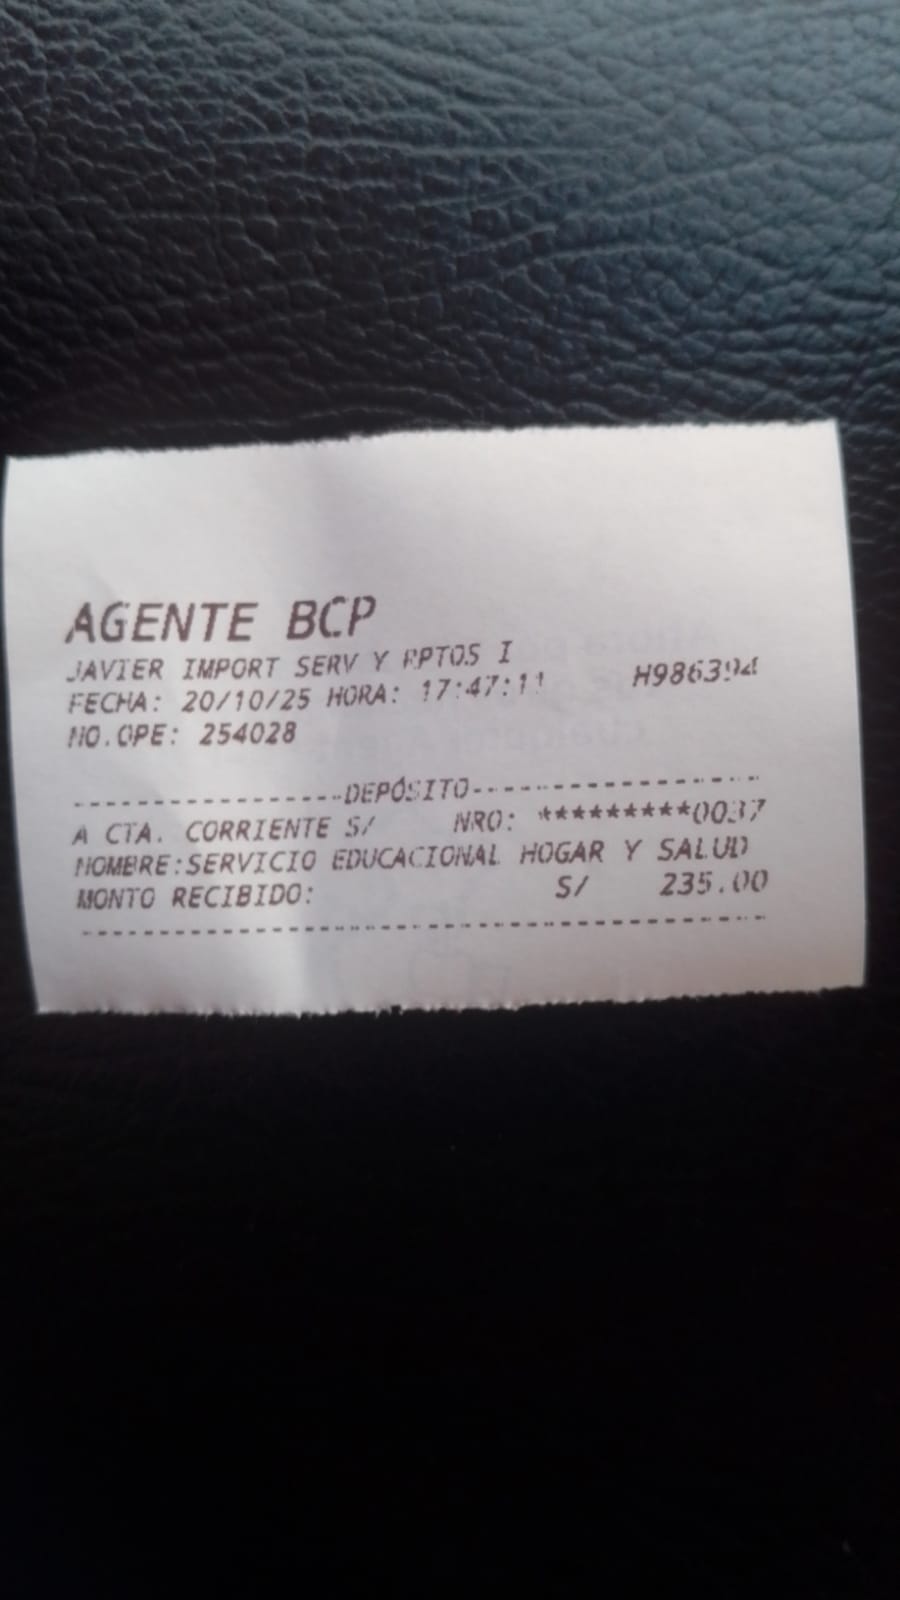 AGENTE BCP
JAVIER IMPORT SERV Y RPTOS I
FECHA: 20/10/25 HORA: 17:47:11 H986394
NO.OPE: 254028
-----------------DEPÓSITO-----------------
A CTA. CORRIENTE S/ NRO: *********0037
NOMBRE:SERVICIO EDUCACIONAL HOGAR Y SALUD
MONTO RECIBIDO: S/ 235.00